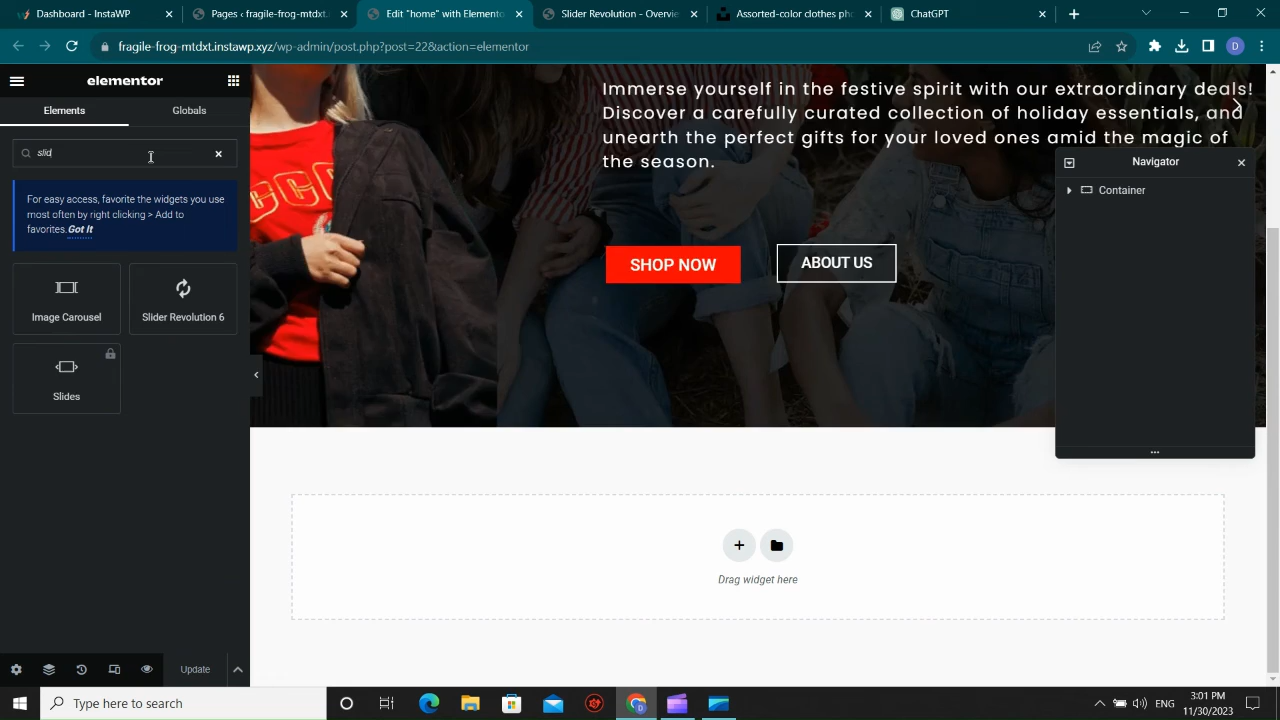 Dashboard - InstaWP
Pages ‹ fragile-frog-mtdxt
Edit "home" with Elemento
Slider Revolution - Overvie
Assorted-color clothes pho
ChatGPT
D
fragile-frog-mtdxt.instawp.xyz/wp-admin/post.php?post=22&action=elementor
elementor
Elements
Globals
slid
For easy access, favorite the widgets you use
most often by right clicking > Add to
favorites.Got It
Image Carousel
Slider Revolution 6
Slides
Update
Immerse yourself in the festive spirit with our extraordinary deals!
Discover a carefully curated collection of holiday essentials, and
unearth the perfect gifts for your loved ones amid the magic of
the season.
SHOP NOW
ABOUT US
Navigator
Container
Drag widget here
Type here to search
ENG
3:01 PM
11/30/2023